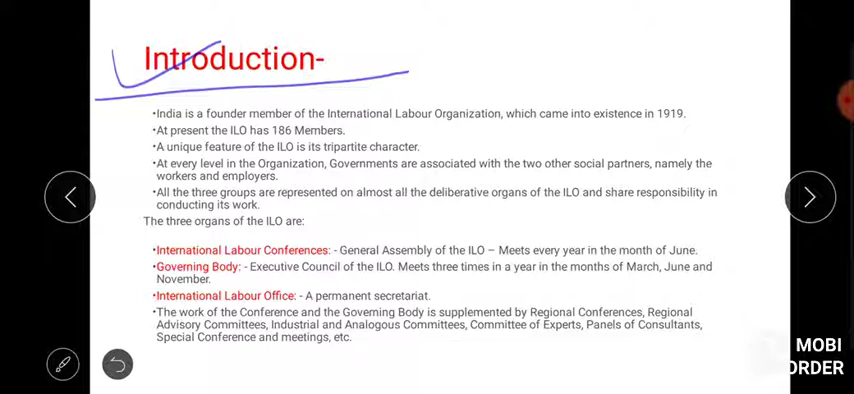 Introduction-
•India is a founder member of the International Labour Organization, which came into existence in 1919.
•At present the ILO has 186 Members.
•A unique feature of the ILO is its tripartite character.
•At every level in the Organization, Governments are associated with the two other social partners, namely the
workers and employers.
•All the three groups are represented on almost all the deliberative organs of the ILO and share responsibility in
conducting its work.
The three organs of the ILO are:
•International Labour Conferences: - General Assembly of the ILO – Meets every year in the month of June.
•Governing Body: - Executive Council of the ILO. Meets three times in a year in the months of March, June and
November.
•International Labour Office: - A permanent secretariat.
•The work of the Conference and the Governing Body is supplemented by Regional Conferences, Regional
Advisory Committees, Industrial and Analogous Committees, Committee of Experts, Panels of Consultants,
Special Conference and meetings, etc.
MOBI
ORDER